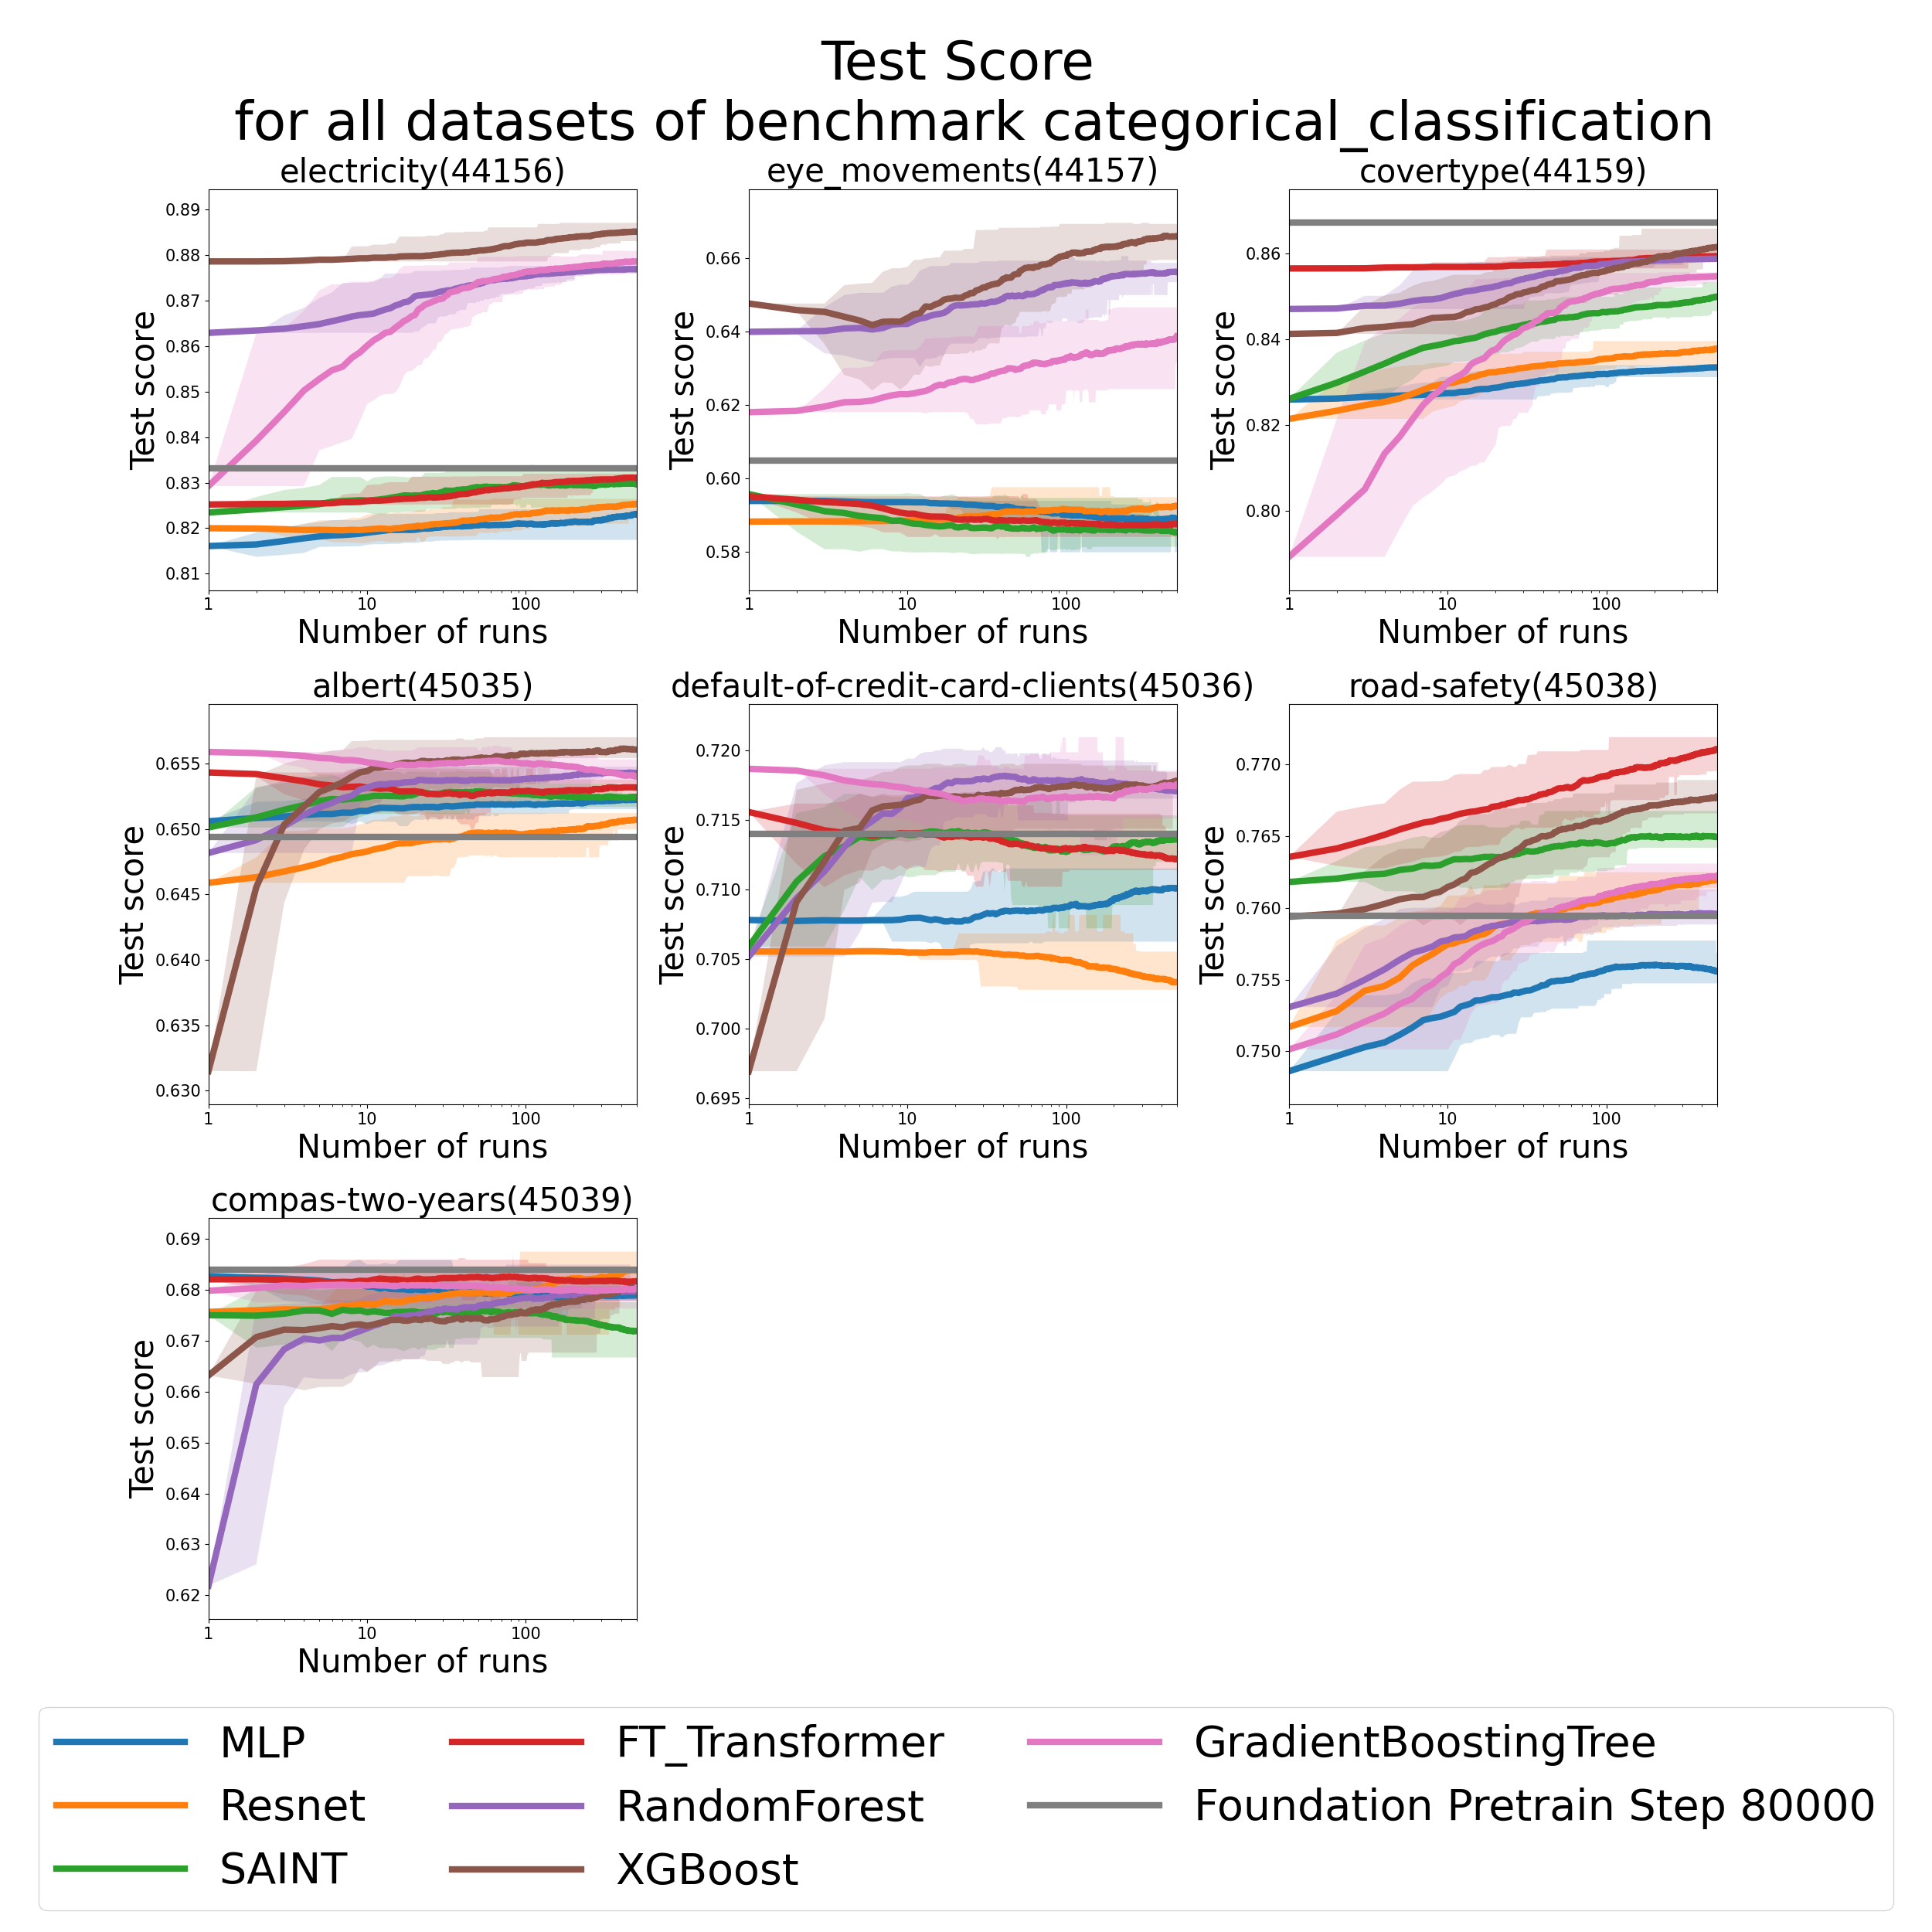 Test Score
for all datasets of benchmark categorical_classification
electricity(44156)
eye_movements(44157)
covertype(44159)
0.89
0.88
0.87
0.86
0.85
0.84
0.83
0.82
0.81
Test score
1
10
100
Number of runs
0.66
0.64
0.62
0.60
0.58
Test score
1
10
100
Number of runs
0.86
0.84
0.82
0.80
Test score
1
10
100
Number of runs
albert(45035)
default-of-credit-card-clients(45036)
road-safety(45038)
0.655
0.650
0.645
0.640
0.635
0.630
Test score
1
10
100
Number of runs
0.720
0.715
0.710
0.705
0.700
0.695
Test score
1
10
100
Number of runs
0.770
0.765
0.760
0.755
0.750
Test score
1
10
100
Number of runs
compas-two-years(45039)
0.69
0.68
0.67
0.66
0.65
0.64
0.63
0.62
Test score
1
10
100
Number of runs
MLP
Resnet
SAINT
FT_Transformer
RandomForest
XGBoost
GradientBoostingTree
Foundation Pretrain Step 80000